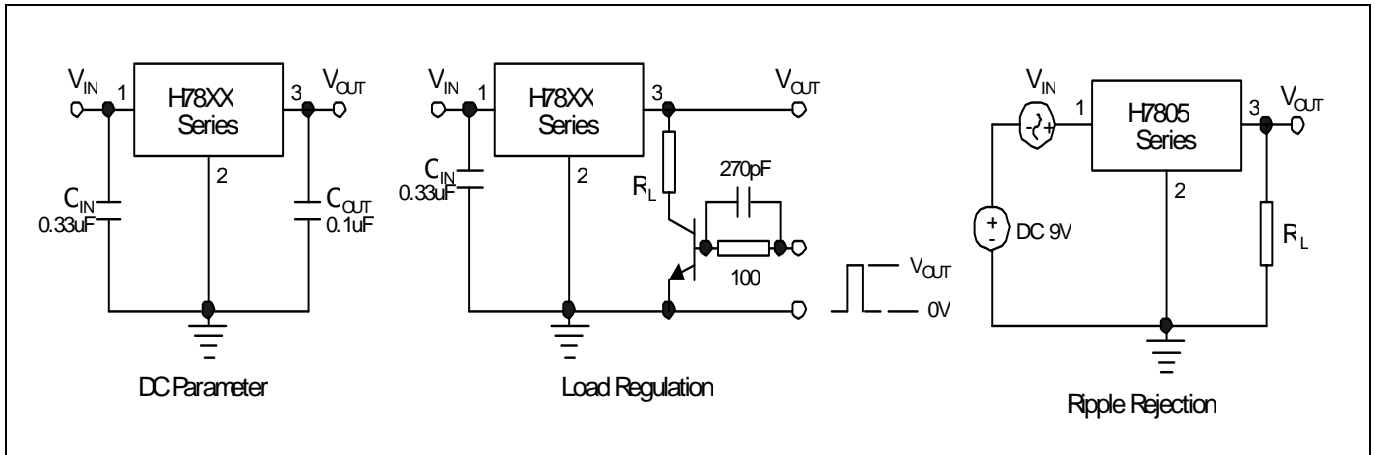 VIN
1
H78XX
Series
3
VOUT
2
CIN
0.33uF
COUT
0.1uF
DC Parameter
VIN
1
H78XX
Series
3
VOUT
2
CIN
0.33uF
RL
270pF
100
VOUT
0V
Load Regulation
VIN
-
+
1
H7805
Series
3
VOUT
2
+
-
DC 9V
RL
Ripple Rejection